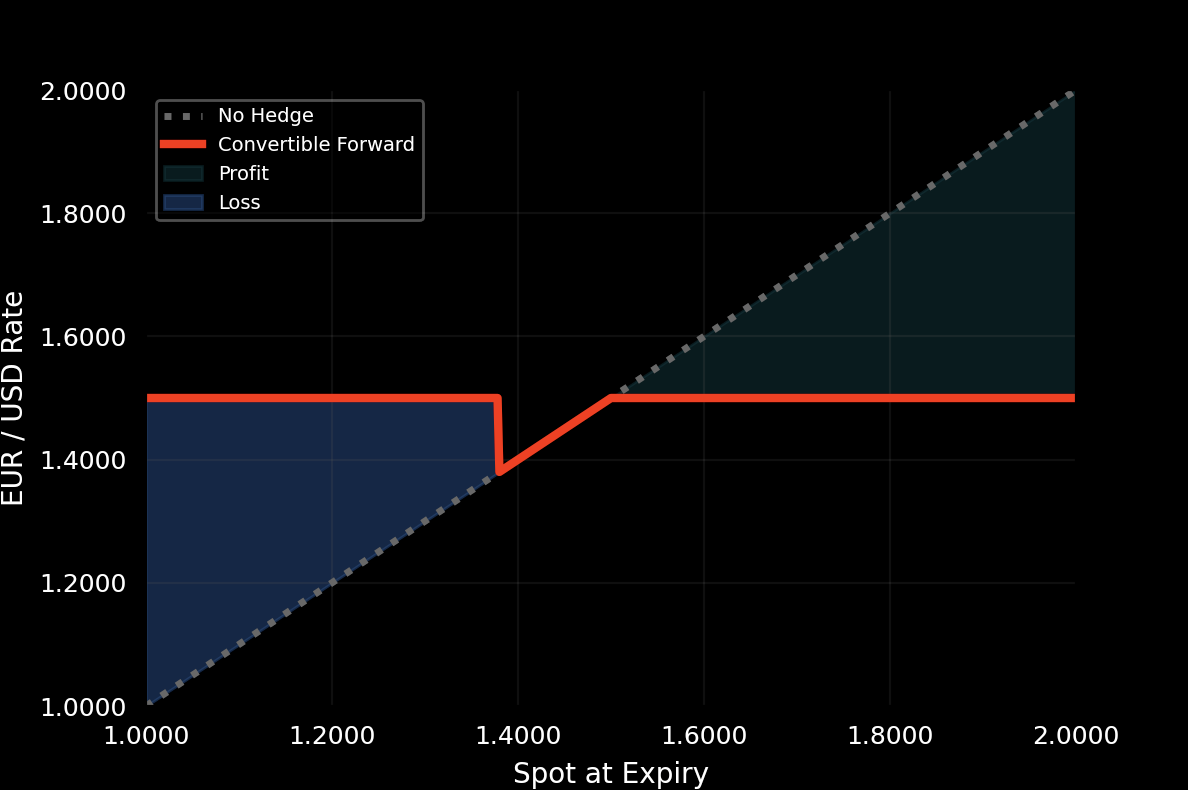 2.0000
1.8000
1.6000
1.4000
1.2000
1.0000
EUR / USD Rate
No Hedge
Convertible Forward
Profit
Loss
1.0000 1.2000 1.4000 1.6000 1.8000 2.0000
Spot at Expiry